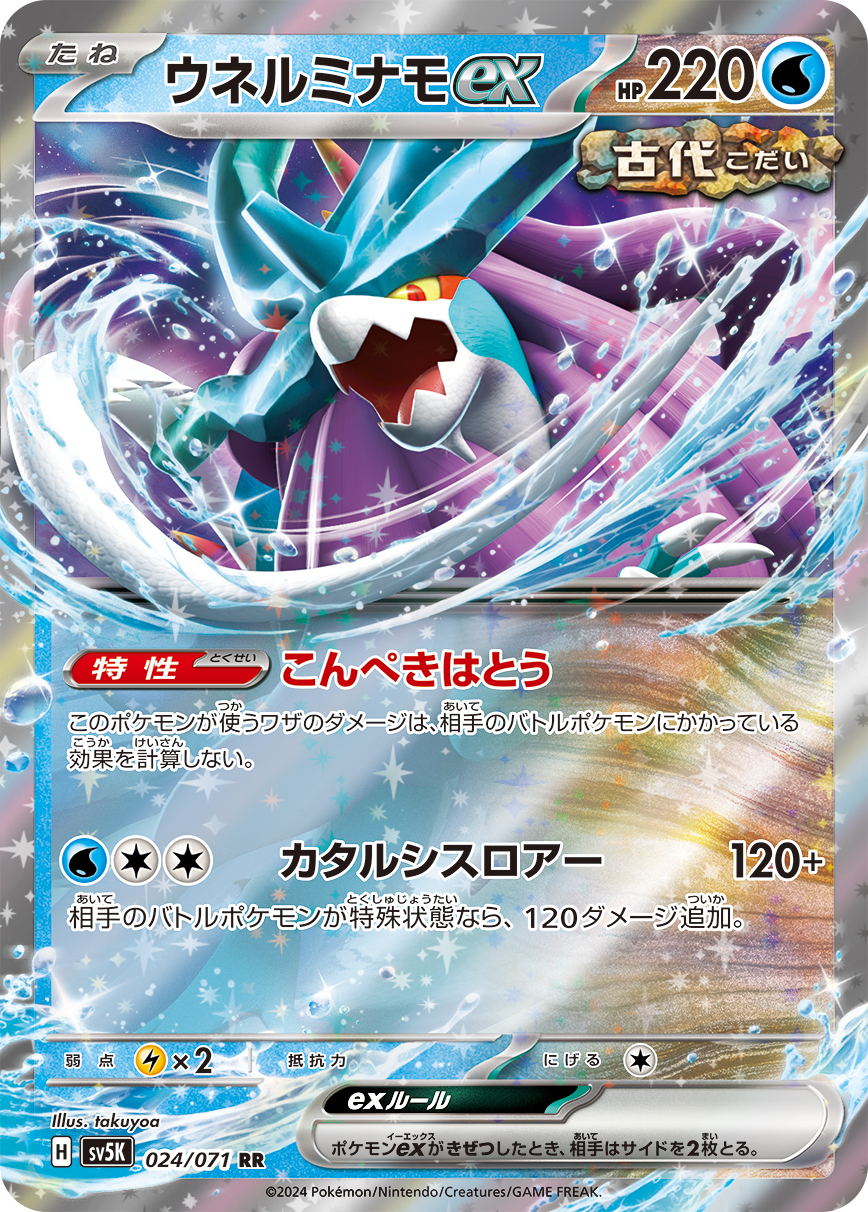 たね ウネルミナモex HP220
古代 こだい
特性 とくせい こんぺきはとう
このポケモンが使うワザのダメージは、相手のバトルポケモンにかかっている
効果を計算しない。
カタルシスロアー 120+
相手のバトルポケモンが特殊状態なら、120ダメージ追加。
弱点 ×2 抵抗力 にげる
exルール
ポケモンexがきぜつしたとき、相手はサイドを2枚とる。
Illus. takuyoa
H sv5K 024/071 RR
©2024 Pokémon/Nintendo/Creatures/GAME FREAK.